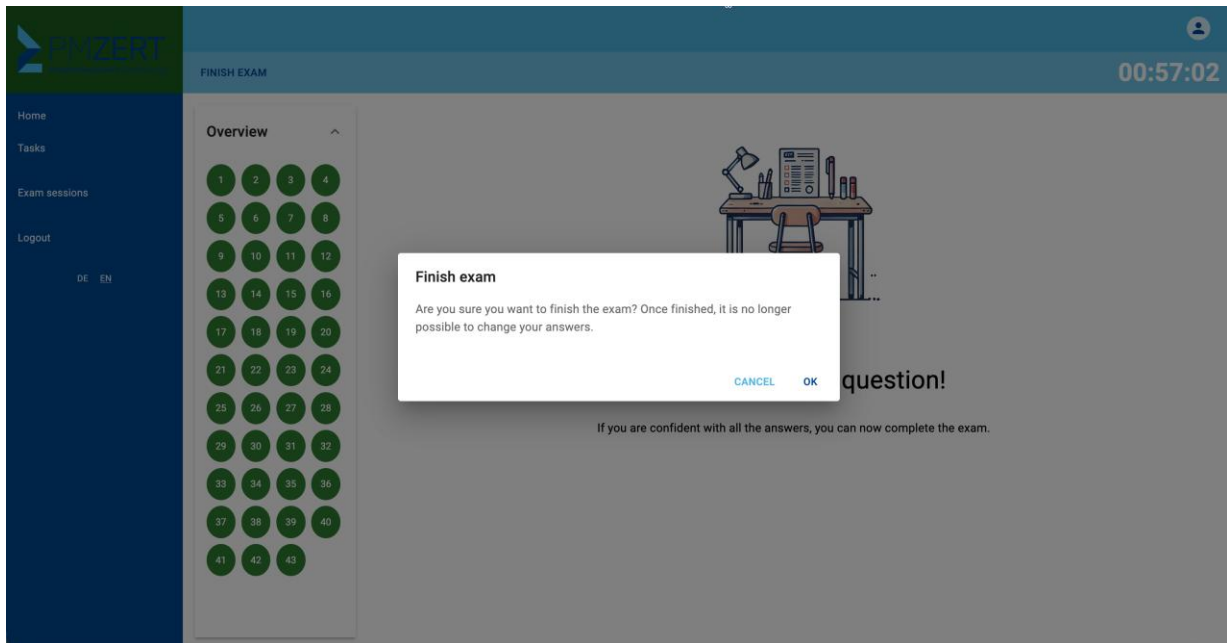 PMZERT
FINISH EXAM
00:57:02
Home
Tasks
Exam sessions
Logout
DE EN
Overview
1 2 3 4
5 6 7 8
9 10 11 12
13 14 15 16
17 18 19 20
21 22 23 24
25 26 27 28
29 30 31 32
33 34 35 36
37 38 39 40
41 42 43
Finish exam
Are you sure you want to finish the exam? Once finished, it is no longer
possible to change your answers.
CANCEL OK
question!
If you are confident with all the answers, you can now complete the exam.